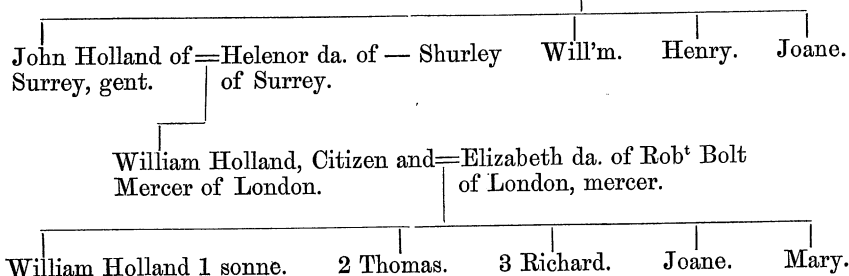 John Holland of=Helenor da. of — Shurley Will'm. Henry. Joane.
Surrey, gent. of Surrey.
William Holland, Citizen and=Elizabeth da. of Robᵗ Bolt
Mercer of London. of London, mercer.
William Holland 1 sonne. 2 Thomas. 3 Richard. Joane. Mary.